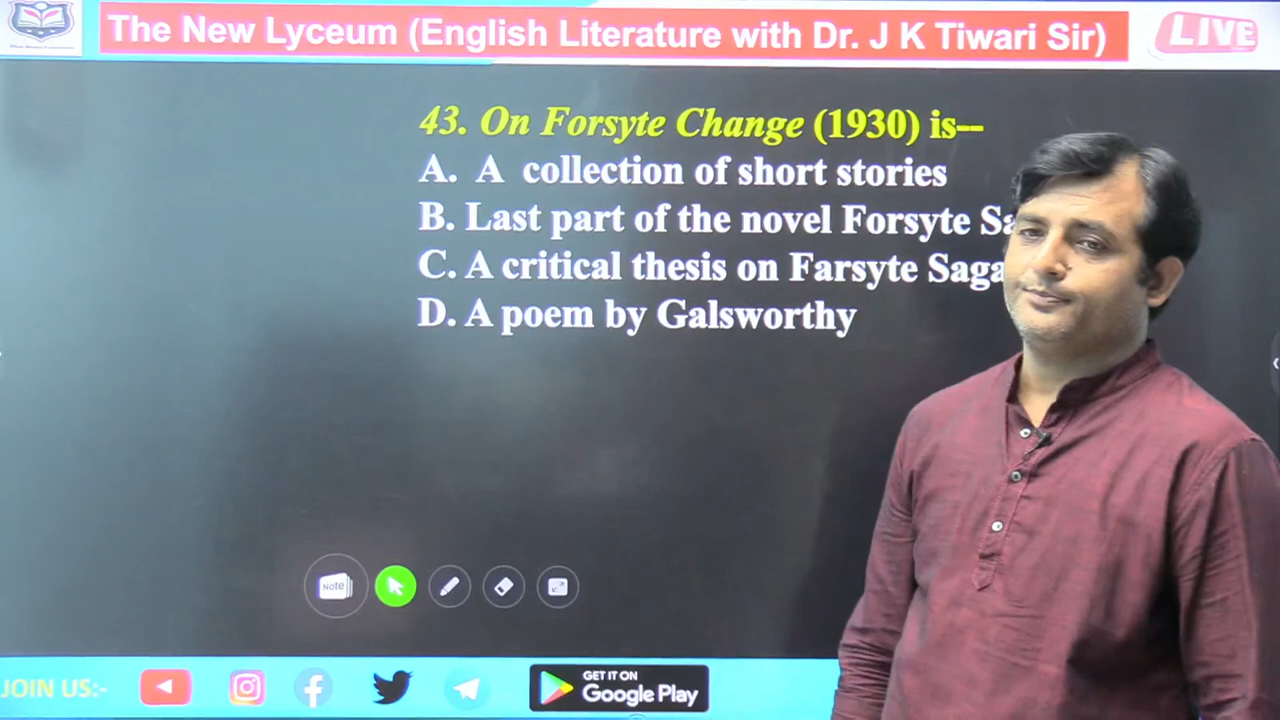 The New Lyceum (English Literature with Dr. J K Tiwari Sir)
LIVE
43. On Forsyte Change (1930) is--
A. A collection of short stories
B. Last part of the novel Forsyte
C. A critical thesis on Farsyte Saga
D. A poem by Galsworthy
Note
JOIN US:-
GET IT ON
Google Play